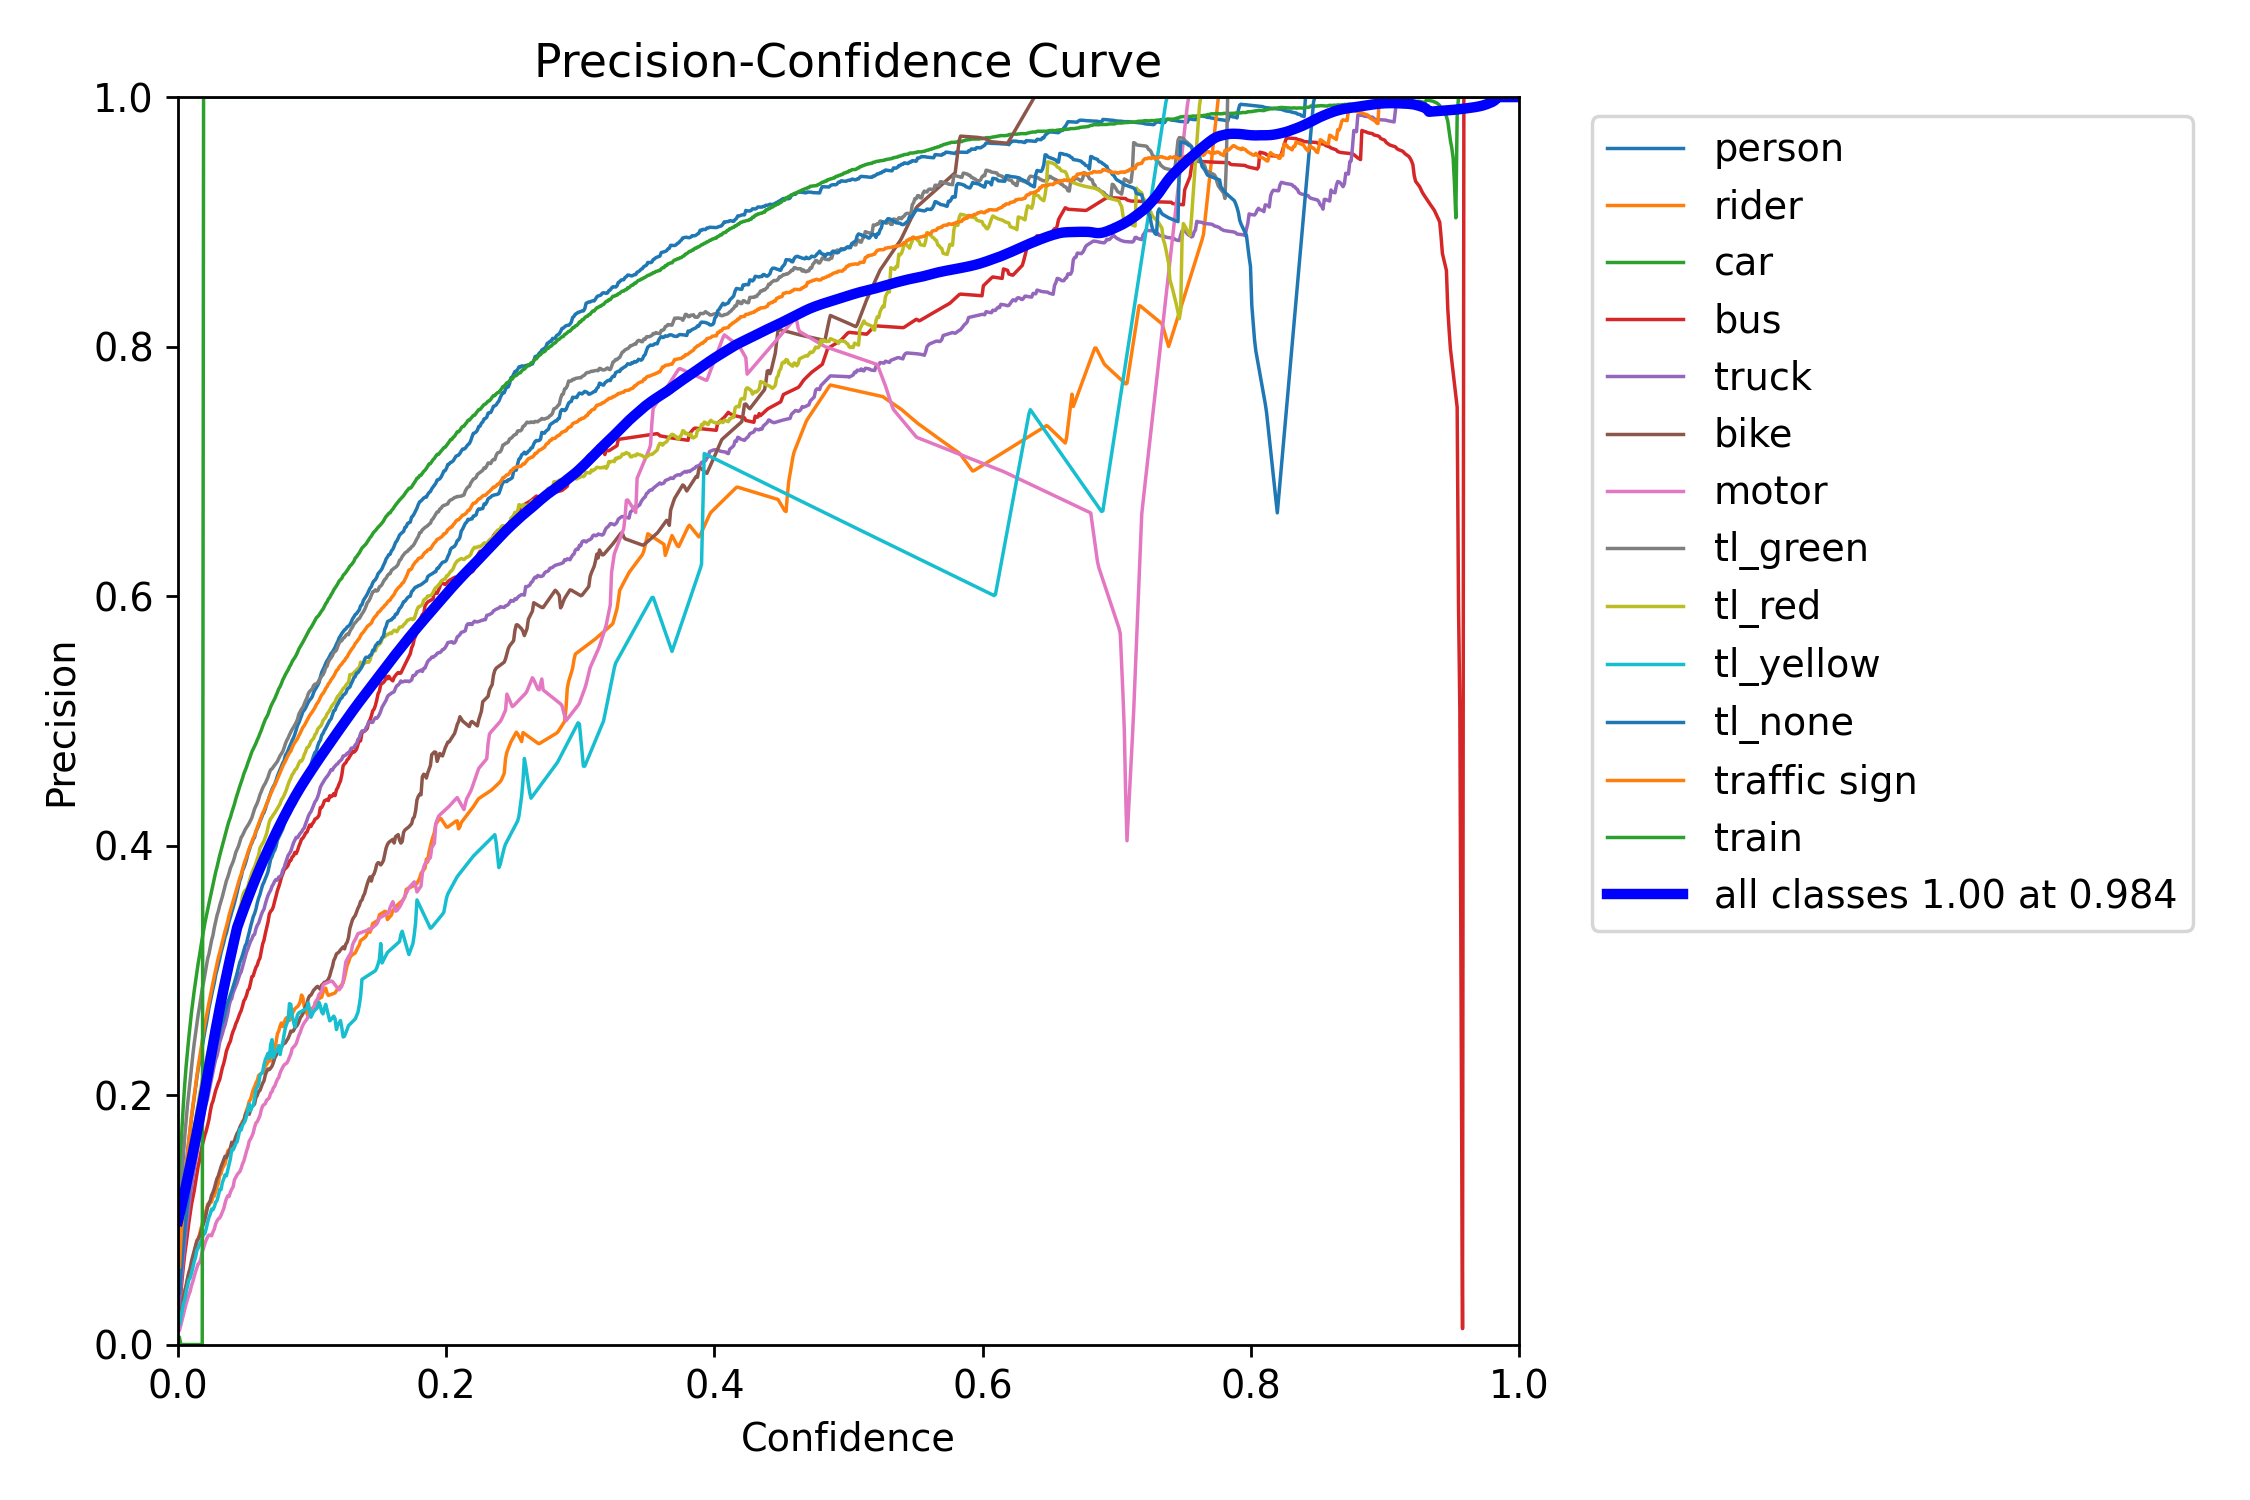 Precision-Confidence Curve
1.0
0.8
0.6
0.4
0.2
0.0
Precision
0.0 0.2 0.4 0.6 0.8 1.0
Confidence
person
rider
car
bus
truck
bike
motor
tl_green
tl_red
tl_yellow
tl_none
traffic sign
train
all classes 1.00 at 0.984